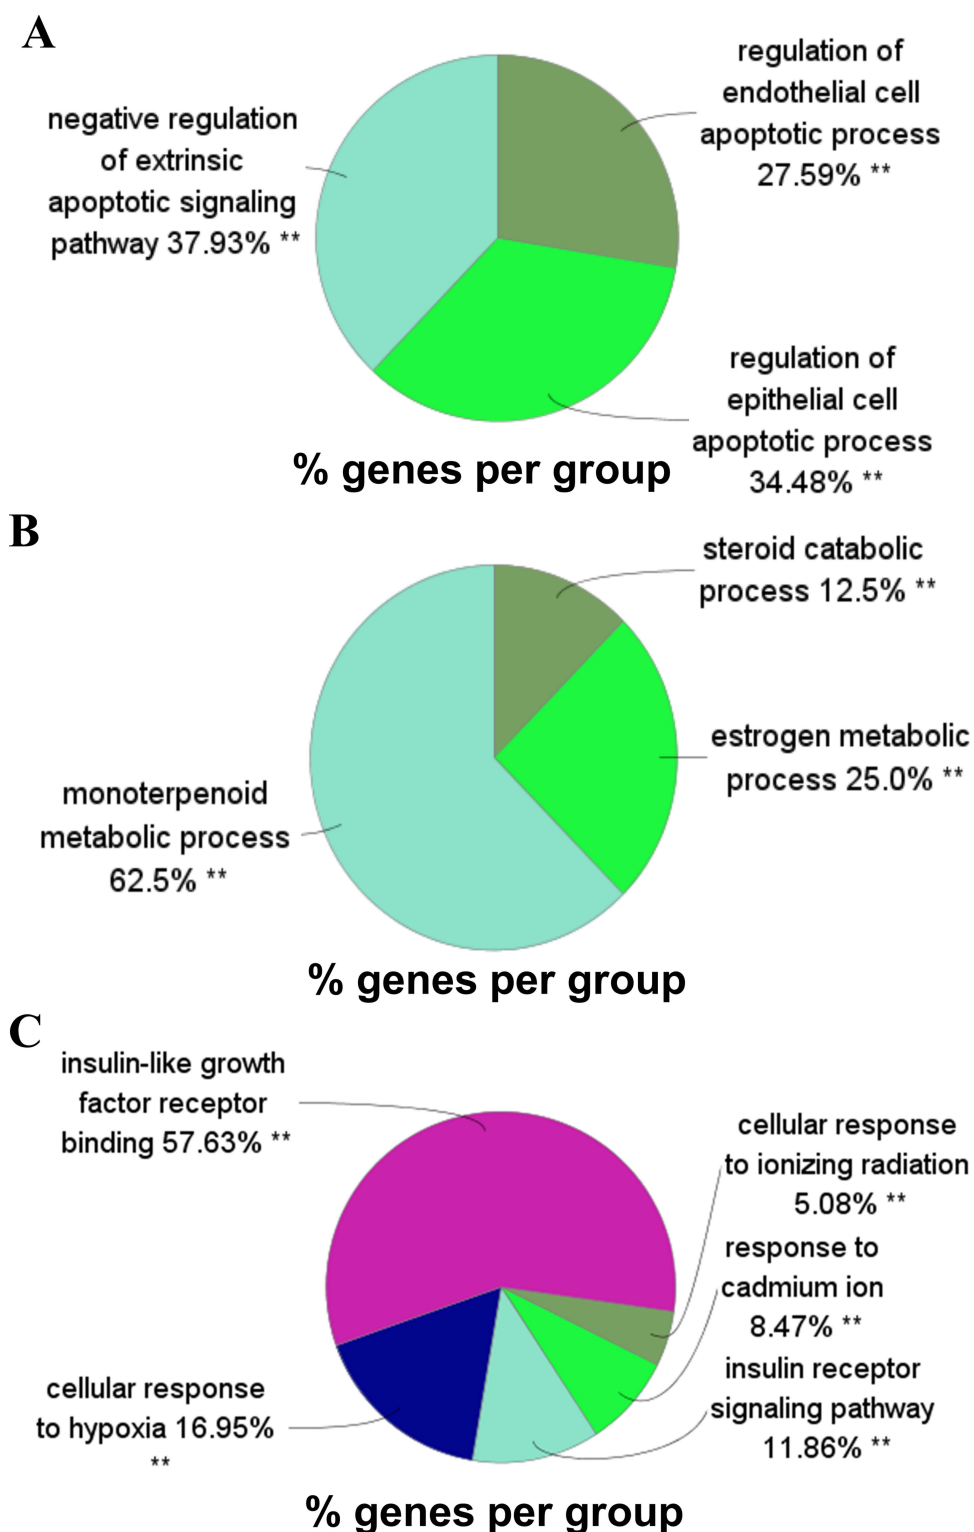 A
negative regulation
of extrinsic
apoptotic signaling
pathway 37.93% **
regulation of
endothelial cell
apoptotic process
27.59% **
regulation of
epithelial cell
apoptotic process
34.48% **
% genes per group
B
steroid catabolic
process 12.5% **
estrogen metabolic
process 25.0% **
monoterpenoid
metabolic process
62.5% **
% genes per group
C
insulin-like growth
factor receptor
binding 57.63% **
cellular response
to ionizing radiation
5.08% **
response to
cadmium ion
8.47% **
insulin receptor
signaling pathway
11.86% **
cellular response
to hypoxia 16.95%
**
% genes per group